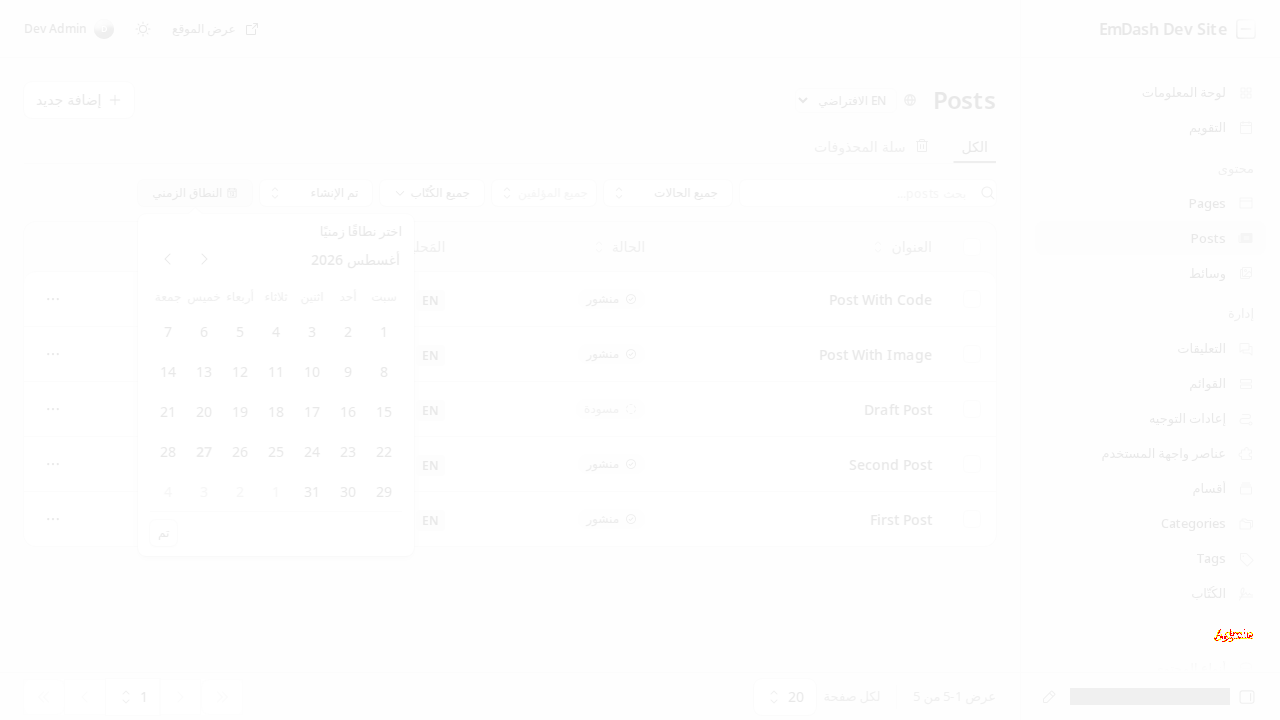 EmDash Dev Site
عرض الموقع
Dev Admin
لوحة المعلومات
التقويم
محتوى
Pages
Posts
وسائط
إدارة
التعليقات
القوائم
إعادات التوجيه
عناصر واجهة المستخدم
أقسام
Categories
Tags
الكتّاب
Posts
EN الافتراضي
إضافة جديد
الكل
سلة المحذوفات
بحث posts...
جميع الحالات
جميع المؤلفين
جميع الكتّاب
تم الإنشاء
النطاق الزمني
العنوان
الحالة
Post With Code
منشور
EN
Post With Image
منشور
EN
Draft Post
مسودة
EN
Second Post
منشور
EN
First Post
منشور
EN
اختر نطاقًا زمنيًا
أغسطس 2026
سبت أحد اثنين ثلاثاء أربعاء خميس جمعة
1 2 3 4 5 6 7
8 9 10 11 12 13 14
15 16 17 18 19 20 21
22 23 24 25 26 27 28
29 30 31 1 2 3 4
تم
عرض 1-5 من 5
لكل صفحة
20
1